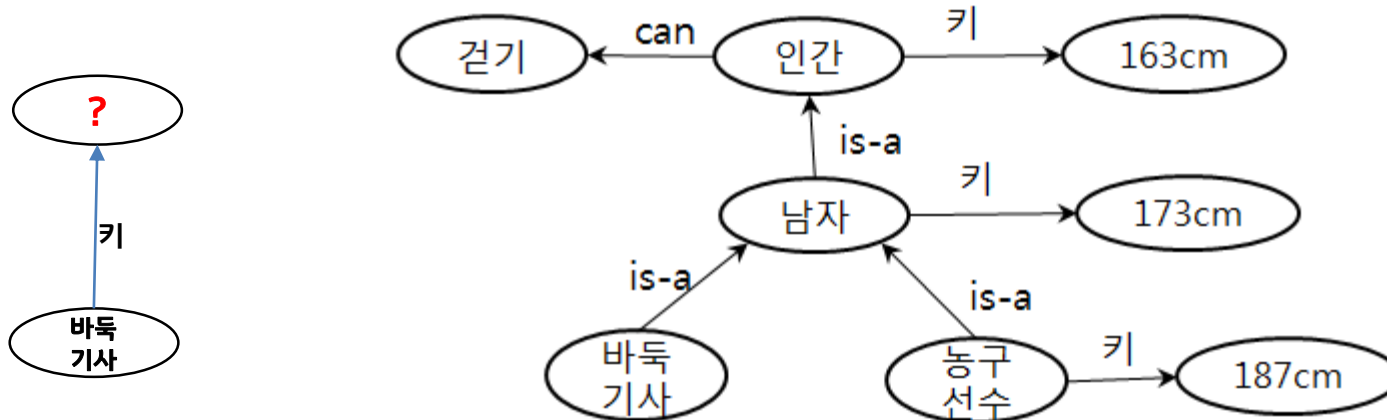 ?
키
바둑
기사
걷기
can
인간
키
163cm
is-a
남자
키
173cm
is-a
is-a
바둑
기사
농구
선수
키
187cm